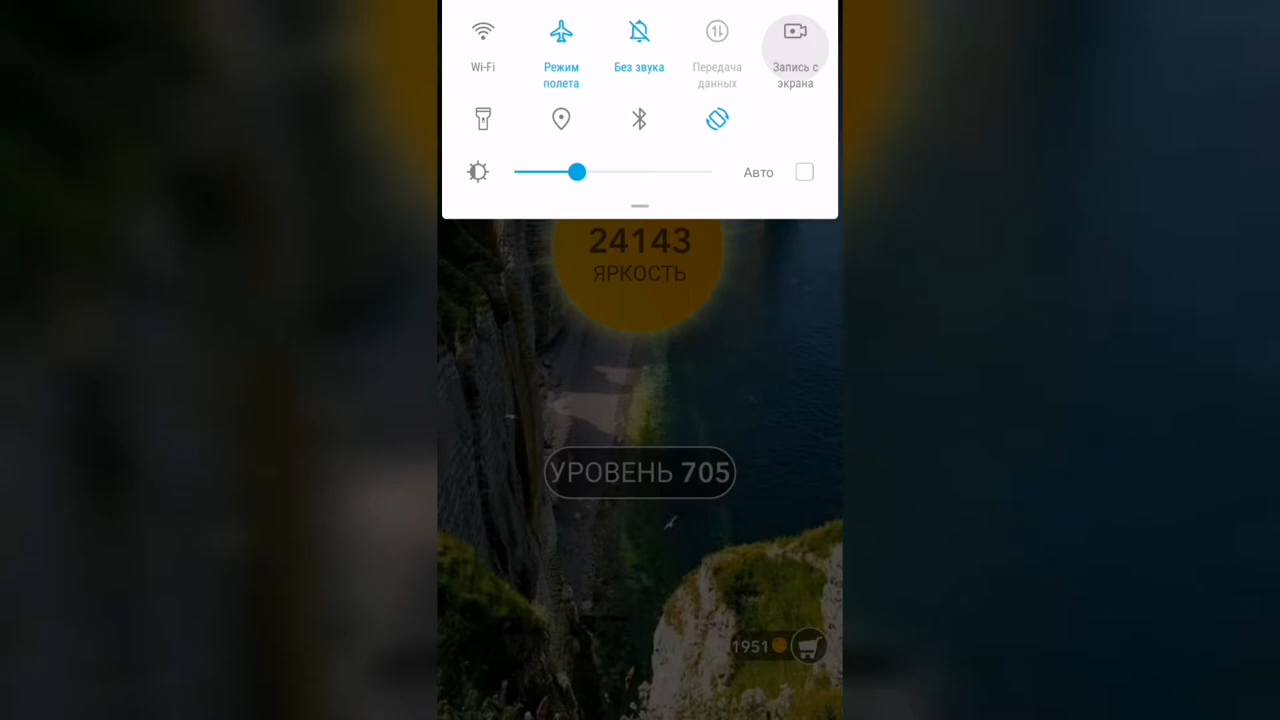 Wi-Fi
Режим
полета
Без звука
Передача
данных
Запись с
экрана
Авто
24143
ЯРКОСТЬ
УРОВЕНЬ 705
1951